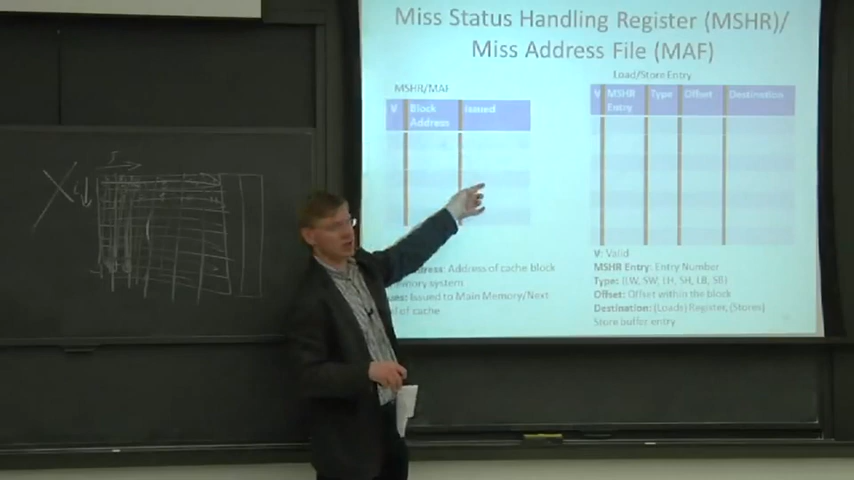 Miss Status Handling Register (MSHR)/
Miss Address File (MAF)
MSHR/MAF
V Block Address Issued
Load/Store Entry
V MSHR Entry Type Offset Destination
Address of cache block
memory system
Issued to Main Memory/Next
of cache
V: Valid
MSHR Entry: Entry Number
Type: {LW, SW, LH, SH, LB, SB}
Offset: Offset within the block
Destination: (Loads) Register, (Stores)
Store buffer entry